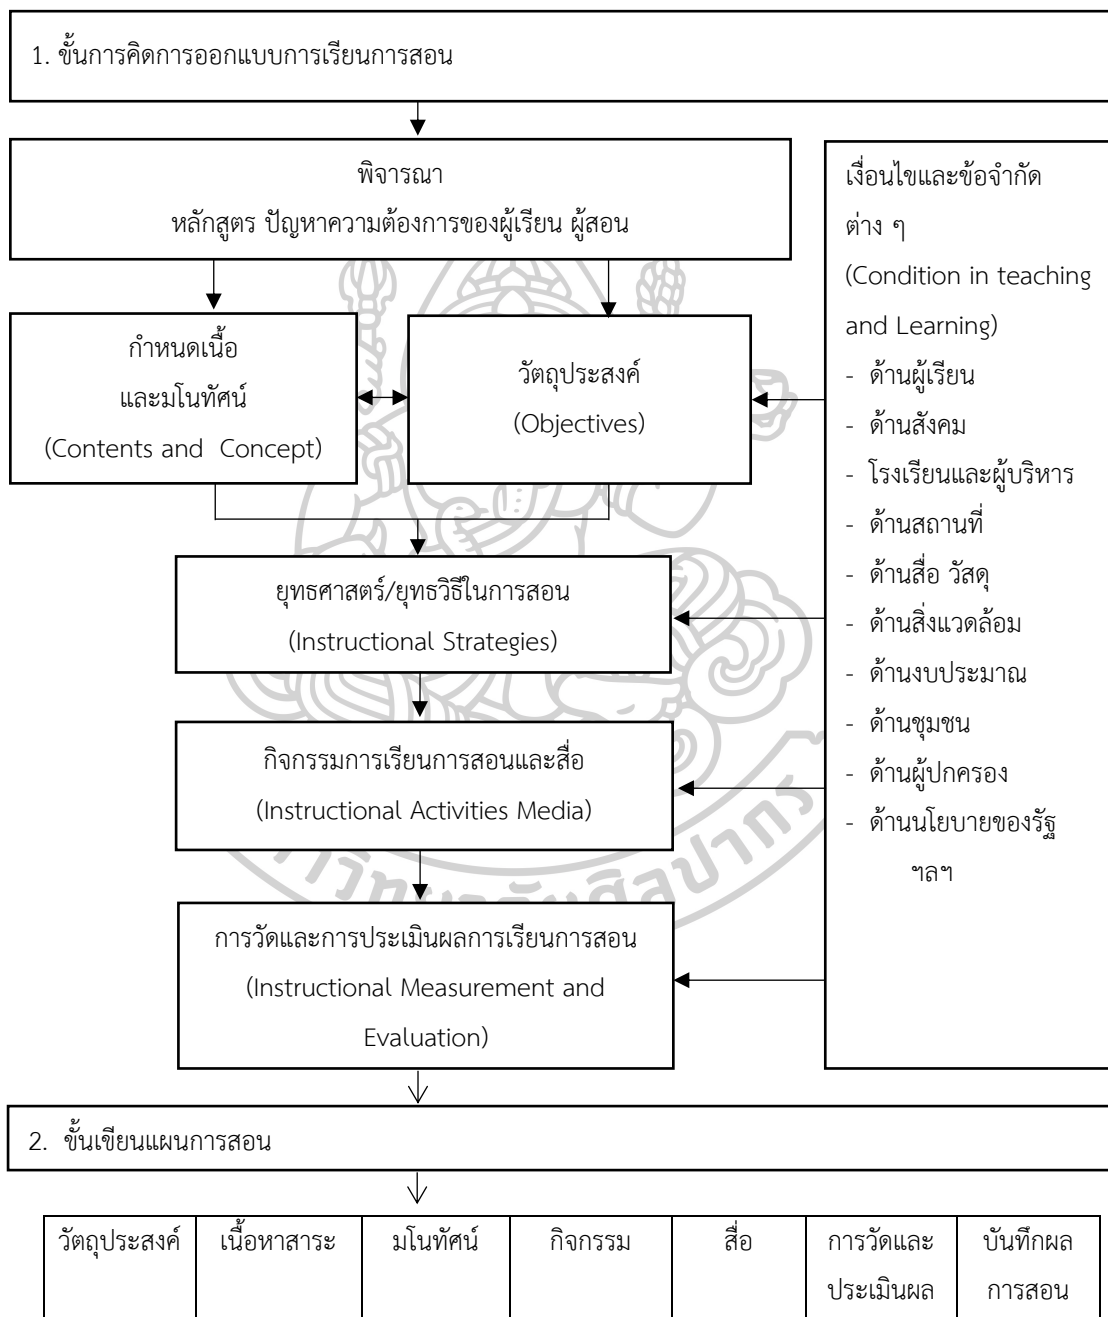 1. ขั้นการคิดการออกแบบการเรียนการสอน
พิจารณา
หลักสูตร ปัญหาความต้องการของผู้เรียน ผู้สอน
กำหนดเนื้อ
และมโนทัศน์
(Contents and Concept)
วัตถุประสงค์
(Objectives)
ยุทธศาสตร์/ยุทธวิธีในการสอน
(Instructional Strategies)
กิจกรรมการเรียนการสอนและสื่อ
(Instructional Activities Media)
การวัดและการประเมินผลการเรียนการสอน
(Instructional Measurement and
Evaluation)
เงื่อนไขและข้อจำกัด
ต่าง ๆ
(Condition in teaching
and Learning)
- ด้านผู้เรียน
- ด้านสังคม
- โรงเรียนและผู้บริหาร
- ด้านสถานที่
- ด้านสื่อ วัสดุ
- ด้านสิ่งแวดล้อม
- ด้านงบประมาณ
- ด้านชุมชน
- ด้านผู้ปกครอง
- ด้านนโยบายของรัฐ
ฯลฯ
2. ขั้นเขียนแผนการสอน
วัตถุประสงค์
เนื้อหาสาระ
มโนทัศน์
กิจกรรม
สื่อ
การวัดและ
ประเมินผล
บันทึกผล
การสอน